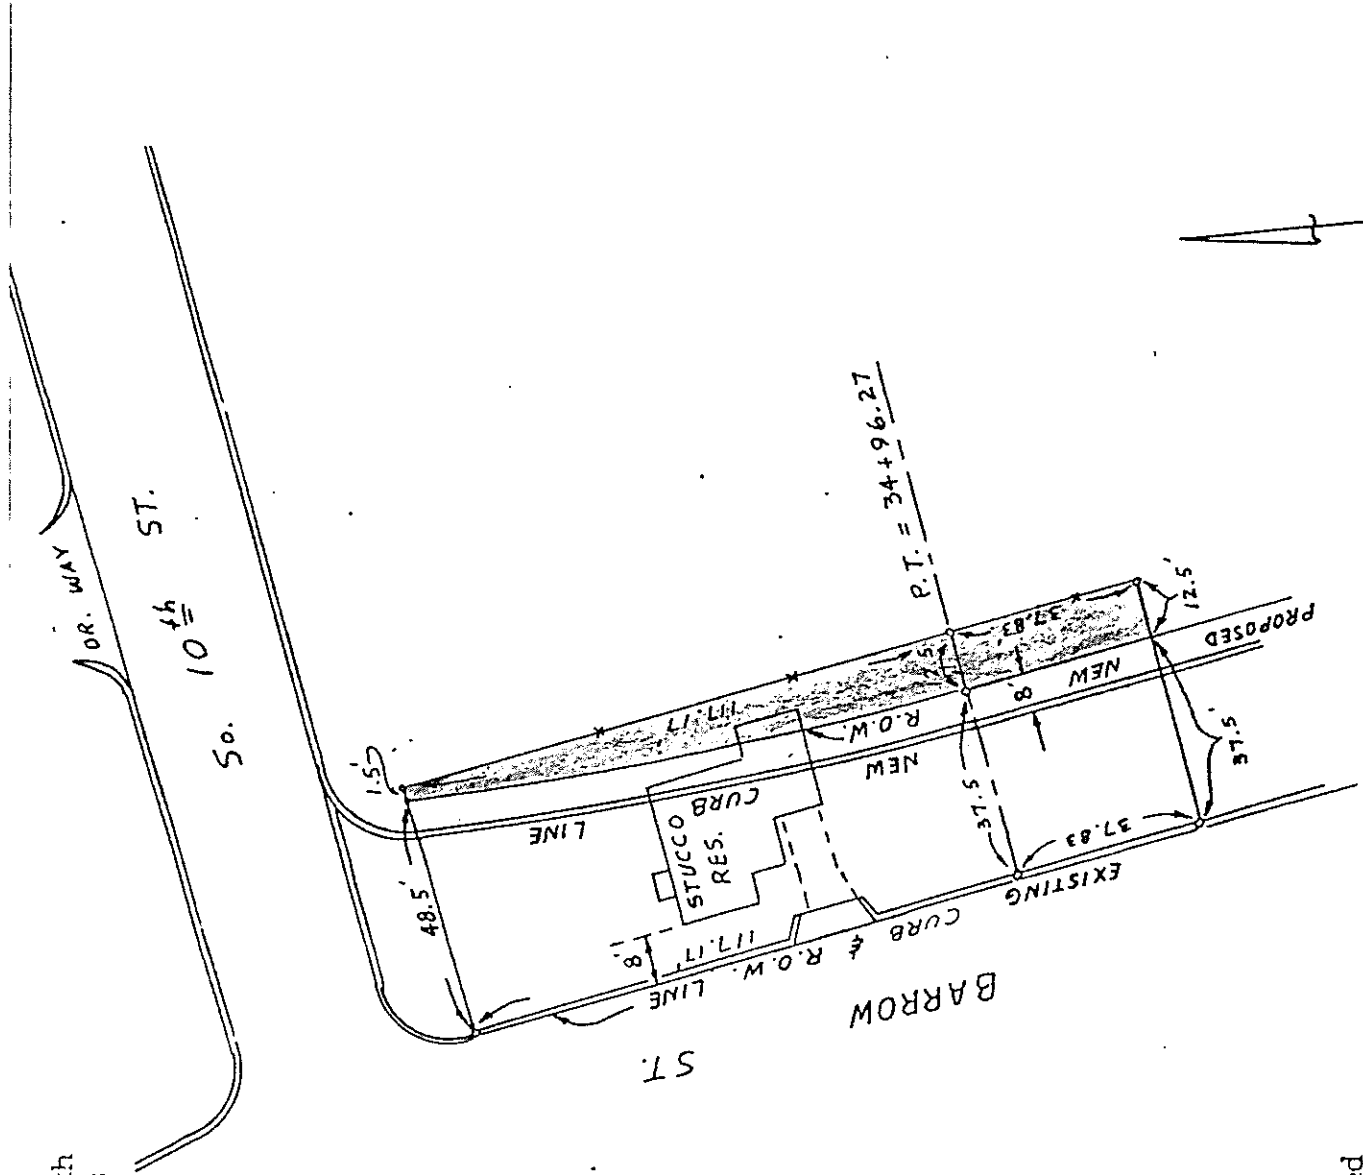 DR. WAY
So. 10th ST.
1.5'
48.5'
117.17
STUCCO
RES.
NEW CURB LINE
NEW R.O.W.
P.T. = 34+96.27
37.83'
8'
37.5
12.5'
PROPOSED
37.5'
37.83
EXISTING CURB & R.O.W. LINE
117.17'
8'
BARROW ST.
th
d